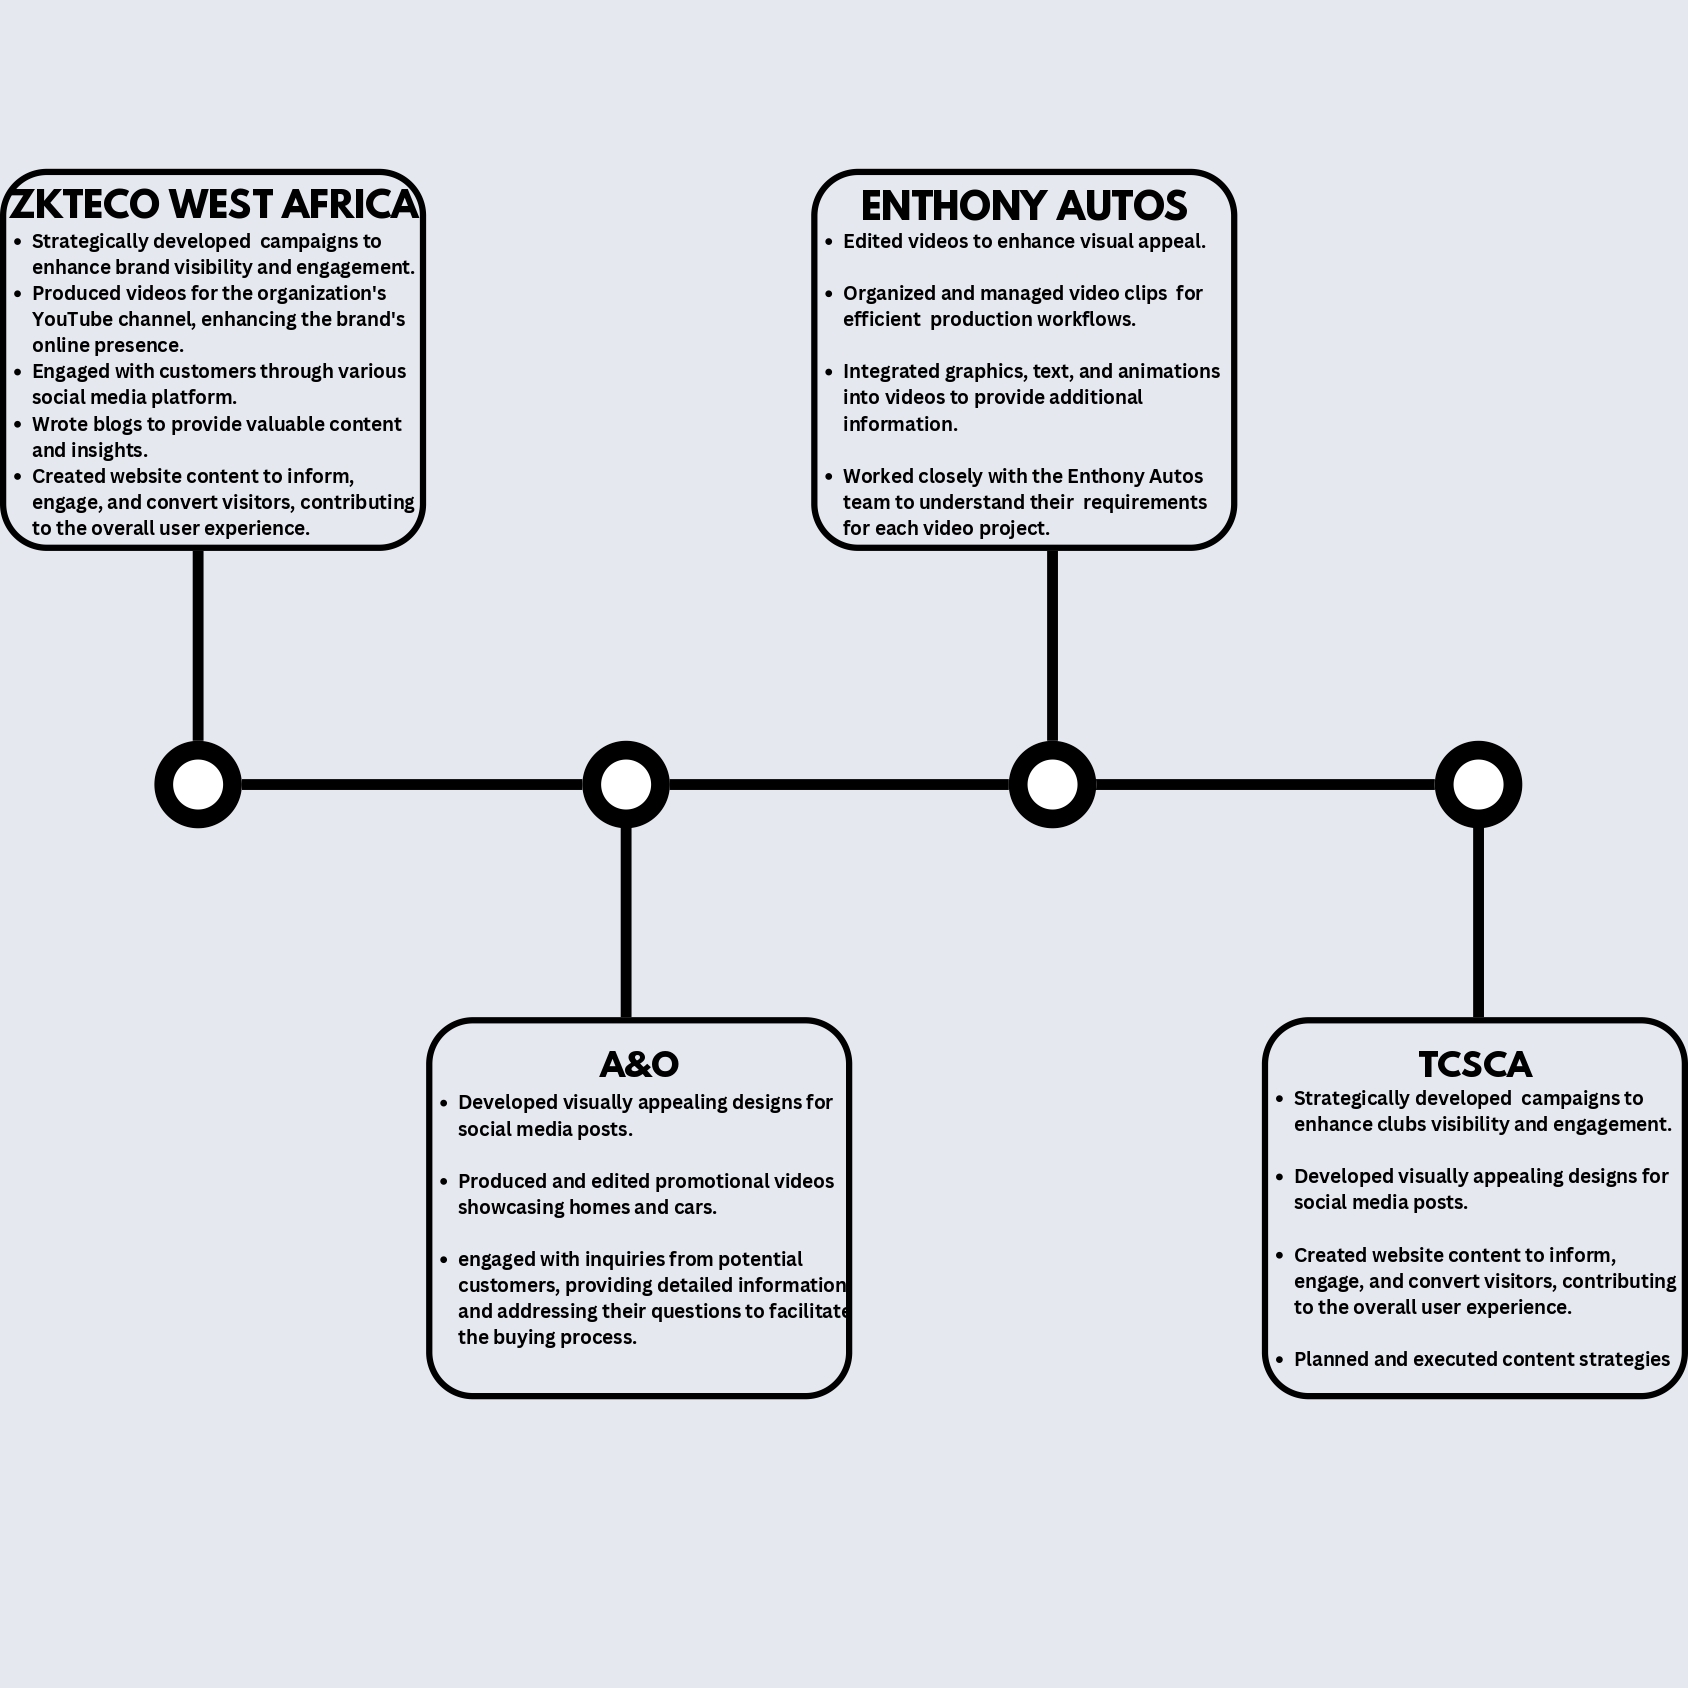 ZKTECO WEST AFRICA
• Strategically developed  campaigns to
enhance brand visibility and engagement.
• Produced videos for the organization's
YouTube channel, enhancing the brand's
online presence.
• Engaged with customers through various
social media platform.
• Wrote blogs to provide valuable content
and insights.
• Created website content to inform,
engage, and convert visitors, contributing
to the overall user experience.
ENTHONY AUTOS
• Edited videos to enhance visual appeal.
• Organized and managed video clips  for
efficient  production workflows.
• Integrated graphics, text, and animations
into videos to provide additional
information.
• Worked closely with the Enthony Autos
team to understand their  requirements
for each video project.
A&O
• Developed visually appealing designs for
social media posts.
• Produced and edited promotional videos
showcasing homes and cars.
• engaged with inquiries from potential
customers, providing detailed information
and addressing their questions to facilitate
the buying process.
TCSCA
• Strategically developed  campaigns to
enhance clubs visibility and engagement.
• Developed visually appealing designs for
social media posts.
• Created website content to inform,
engage, and convert visitors, contributing
to the overall user experience.
• Planned and executed content strategies